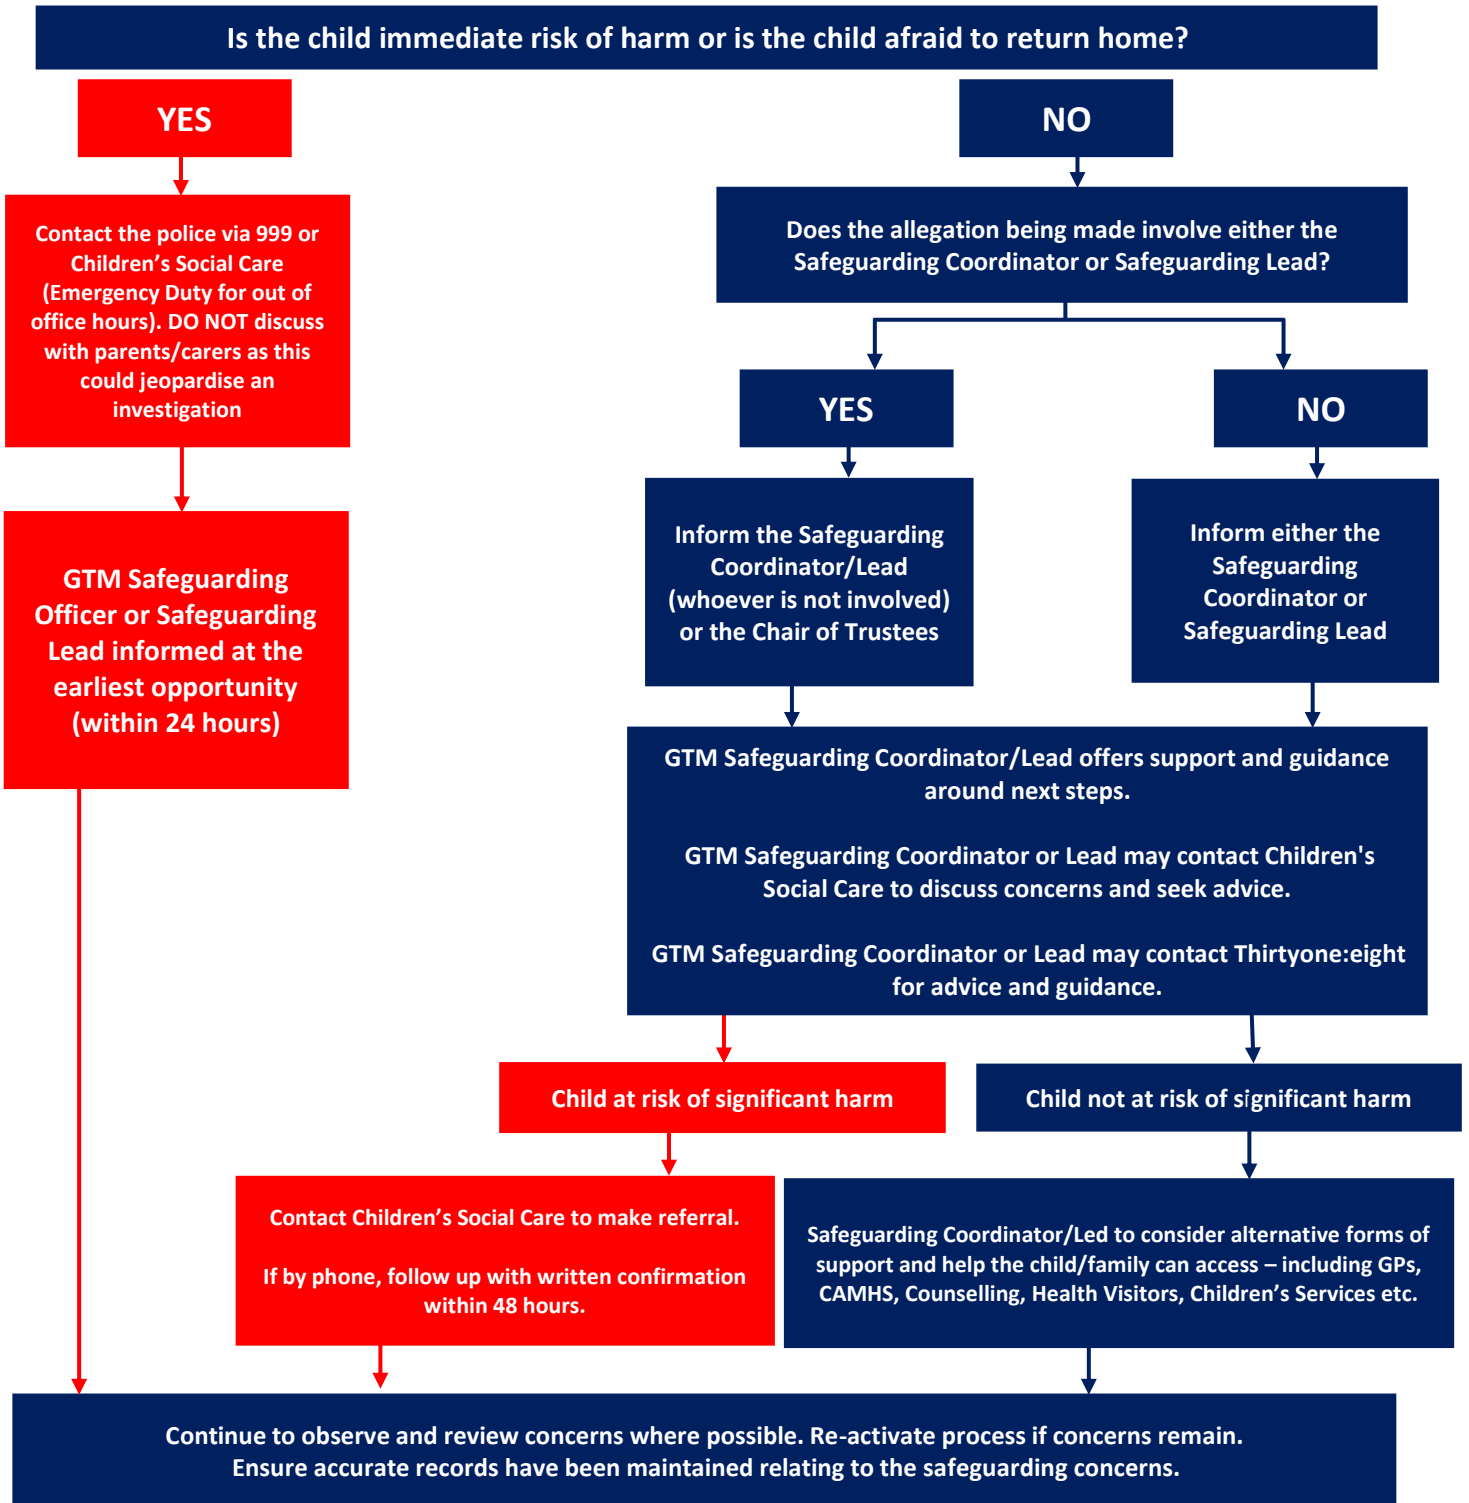 Is the child immediate risk of harm or is the child afraid to return home?
YES
NO
Contact the police via 999 or
Children’s Social Care
(Emergency Duty for out of
office hours). DO NOT discuss
with parents/carers as this
could jeopardise an
investigation
Does the allegation being made involve either the
Safeguarding Coordinator or Safeguarding Lead?
YES
NO
GTM Safeguarding
Officer or Safeguarding
Lead informed at the
earliest opportunity
(within 24 hours)
Inform the Safeguarding
Coordinator/Lead
(whoever is not involved)
or the Chair of Trustees
Inform either the
Safeguarding
Coordinator or
Safeguarding Lead
GTM Safeguarding Coordinator/Lead offers support and guidance
around next steps.
GTM Safeguarding Coordinator or Lead may contact Children's
Social Care to discuss concerns and seek advice.
GTM Safeguarding Coordinator or Lead may contact Thirtyone:eight
for advice and guidance.
Child at risk of significant harm
Child not at risk of significant harm
Contact Children’s Social Care to make referral.
If by phone, follow up with written confirmation
within 48 hours.
Safeguarding Coordinator/Led to consider alternative forms of
support and help the child/family can access – including GPs,
CAMHS, Counselling, Health Visitors, Children’s Services etc.
Continue to observe and review concerns where possible. Re-activate process if concerns remain.
Ensure accurate records have been maintained relating to the safeguarding concerns.